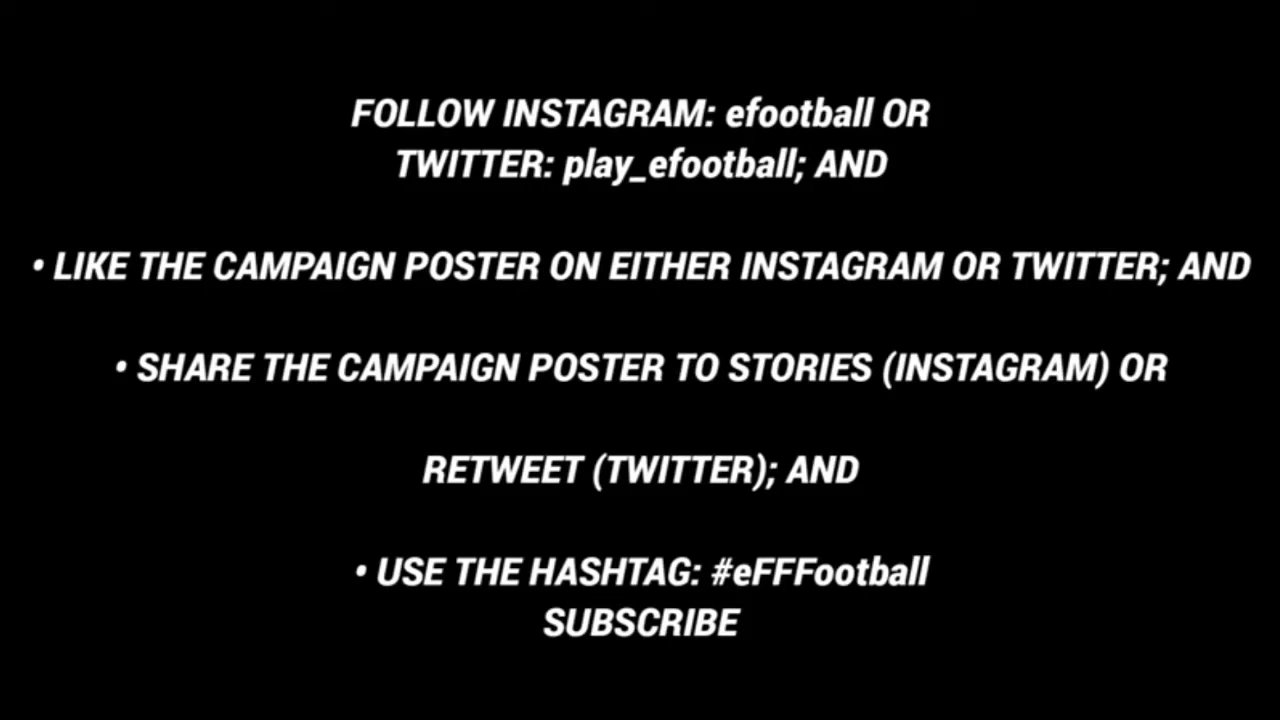 FOLLOW INSTAGRAM: efootball OR
TWITTER: play_efootball; AND
• LIKE THE CAMPAIGN POSTER ON EITHER INSTAGRAM OR TWITTER; AND
• SHARE THE CAMPAIGN POSTER TO STORIES (INSTAGRAM) OR
RETWEET (TWITTER); AND
• USE THE HASHTAG: #eFFFootball
SUBSCRIBE